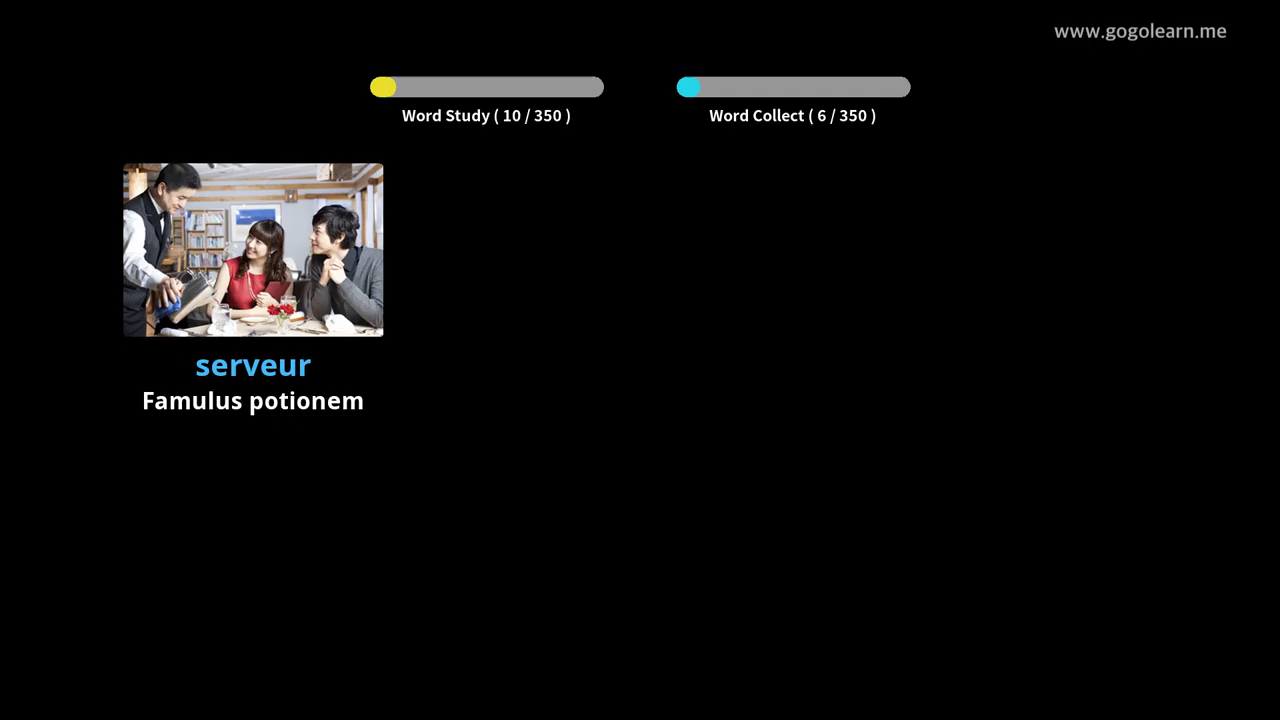 www.gogolearn.me
Word Study ( 10 / 350 )
Word Collect ( 6 / 350 )
serveur
Famulus potionem